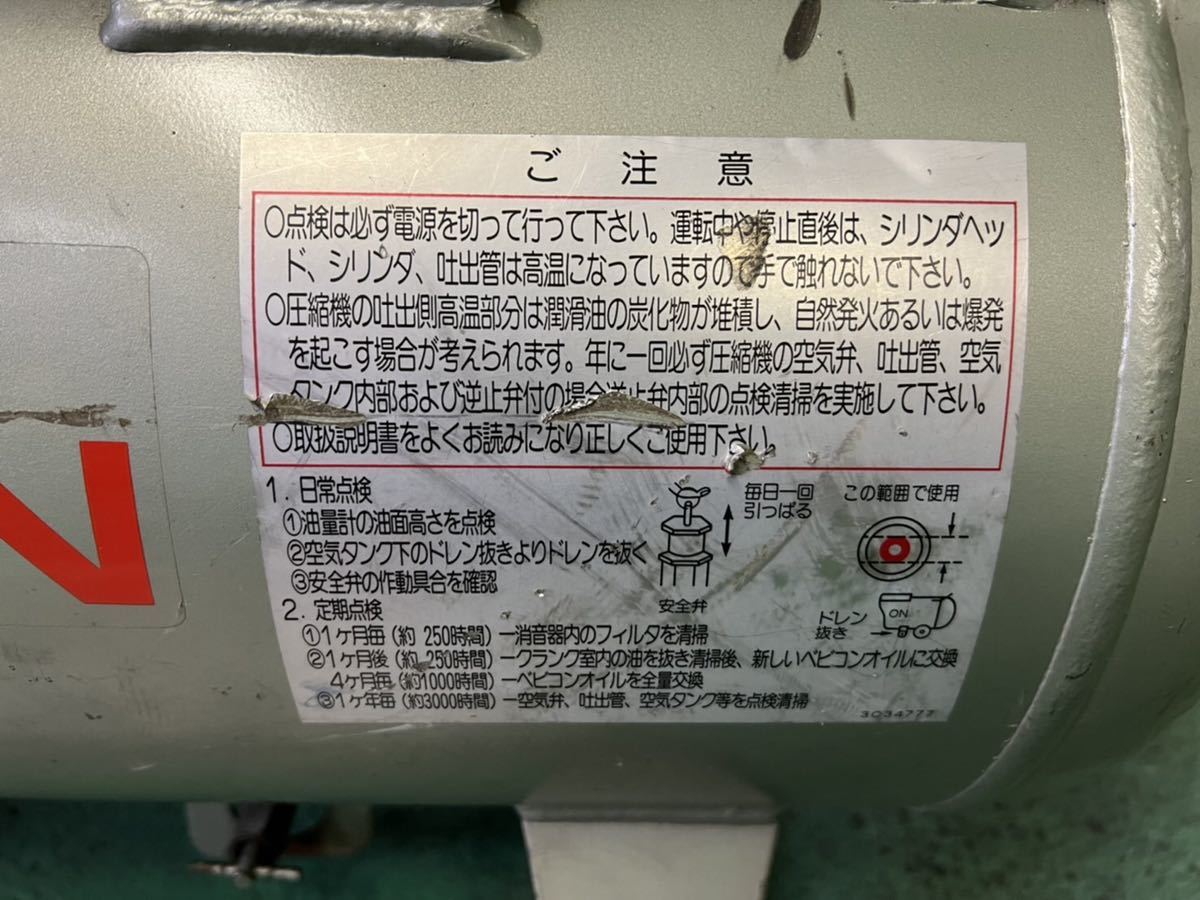 ご注意
○点検は必ず電源を切って行って下さい。運転中や停止直後は、シリンダヘッ
ド、シリンダ、吐出管は高温になっていますので手で触れないで下さい。
○圧縮機の吐出側高温部分は潤滑油の炭化物が堆積し、自然発火あるいは爆発
を起こす場合が考えられます。年に一回必ず圧縮機の空気弁、吐出管、空気
タンク内部および逆止弁付の場合逆止弁内部の点検清掃を実施して下さい。
○取扱説明書をよくお読みになり正しくご使用下さい。
1. 日常点検
①油量計の油面高さを点検
②空気タンク下のドレン抜きよりドレンを抜く
③安全弁の作動具合を確認
毎日一回
引っぱる
安全弁
この範囲で使用
ドレン
抜き
ON
2. 定期点検
①1ヶ月毎(約 250時間)ー消音器内のフィルタを清掃
②1ヶ月後(約 250時間)ークランク室内の油を抜き清掃後、新しいベビコンオイルに交換
4ヶ月毎(約1000時間)ーベビコンオイルを全量交換
③1ヶ年毎(約3000時間)ー空気弁、吐出管、空気タンク等を点検清掃
3C34777